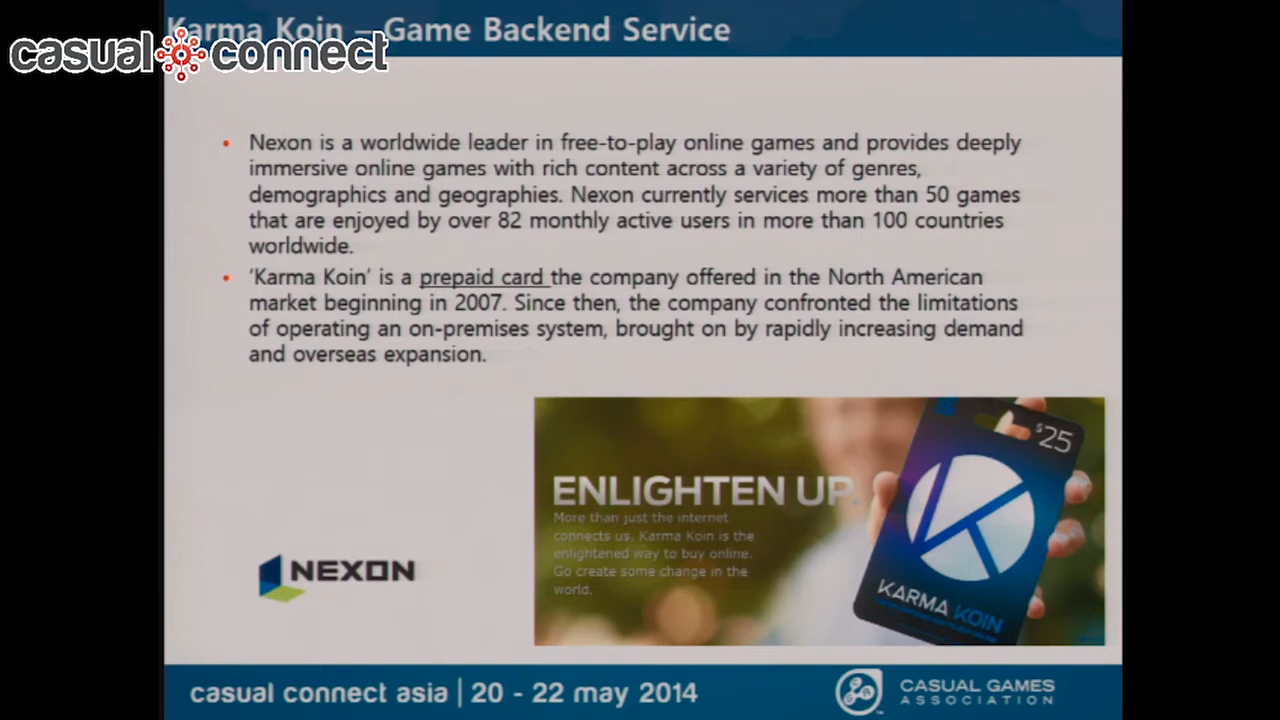 Karma Koin – Game Backend Service
casual connect
• Nexon is a worldwide leader in free-to-play online games and provides deeply
immersive online games with rich content across a variety of genres,
demographics and geographies. Nexon currently services more than 50 games
that are enjoyed by over 82 monthly active users in more than 100 countries
worldwide.
• ‘Karma Koin’ is a prepaid card the company offered in the North American
market beginning in 2007. Since then, the company confronted the limitations
of operating an on-premises system, brought on by rapidly increasing demand
and overseas expansion.
$25
ENLIGHTEN UP.
More than just the internet
connects us. Karma Koin is the
enlightened way to buy online.
Go create some change in the
world.
NEXON
KARMA KOIN
casual connect asia | 20 - 22 may 2014
CASUAL GAMES
ASSOCIATION